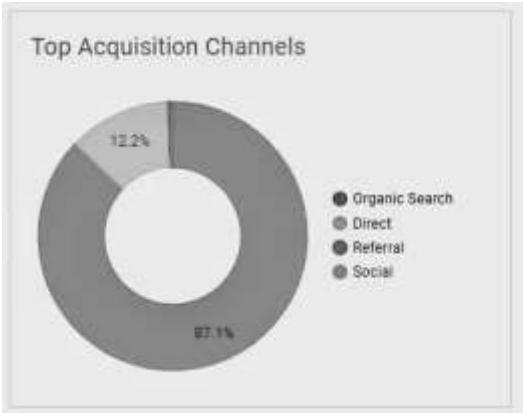 Top Acquisition Channels
12.2%
Organic Search
Direct
Referral
Social
87.1%